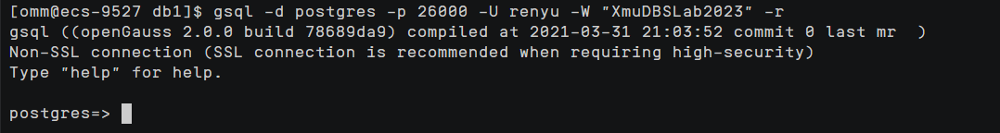 [omm@ecs-9527 db1]$ gsql -d postgres -p 26000 -U renyu -W "XmuDBSLab2023" -r
gsql ((openGauss 2.0.0 build 78689da9) compiled at 2021-03-31 21:03:52 commit 0 last mr  )
Non-SSL connection (SSL connection is recommended when requiring high-security)
Type "help" for help.

postgres=>